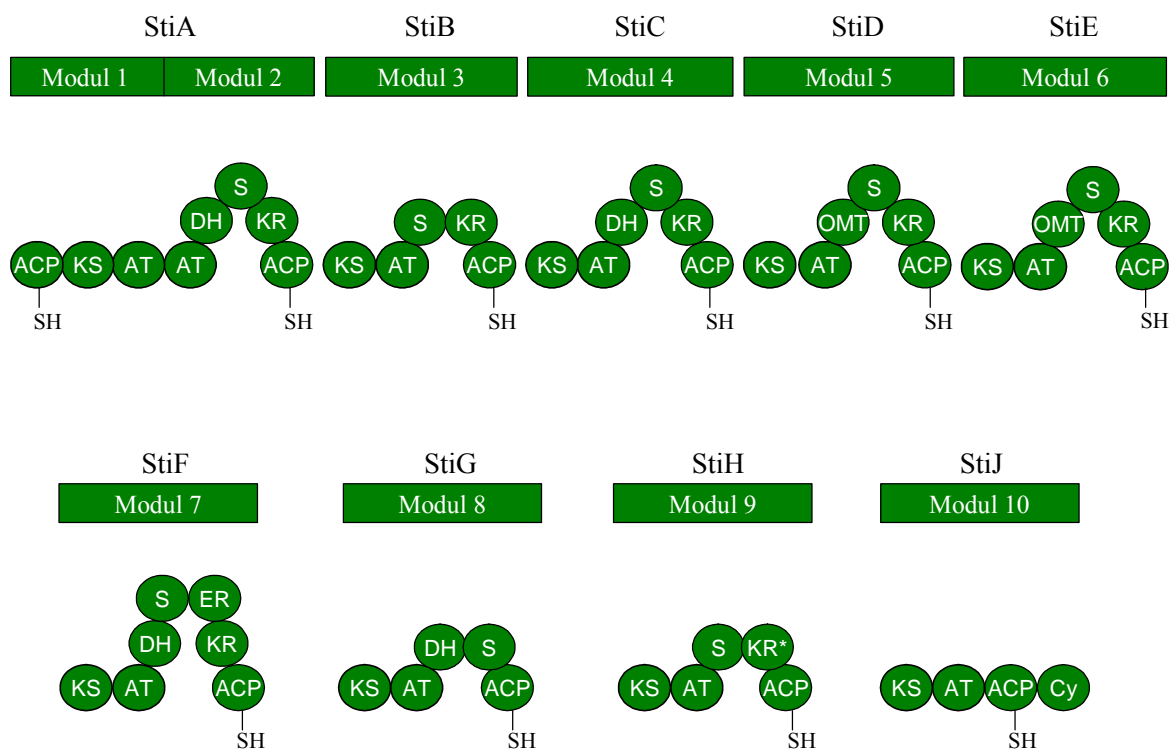 StiA StiB StiC StiD StiE
Modul 1 Modul 2 Modul 3 Modul 4 Modul 5 Modul 6
S S S S
DH KR S KR DH KR OMT KR OMT KR
ACP KS AT AT ACP KS AT ACP KS AT ACP KS AT ACP KS AT ACP
SH SH SH SH SH SH
StiF StiG StiH StiJ
Modul 7 Modul 8 Modul 9 Modul 10
S ER
DH KR DH S S KR*
KS AT ACP KS AT ACP KS AT ACP KS AT ACP Cy
SH SH SH SH